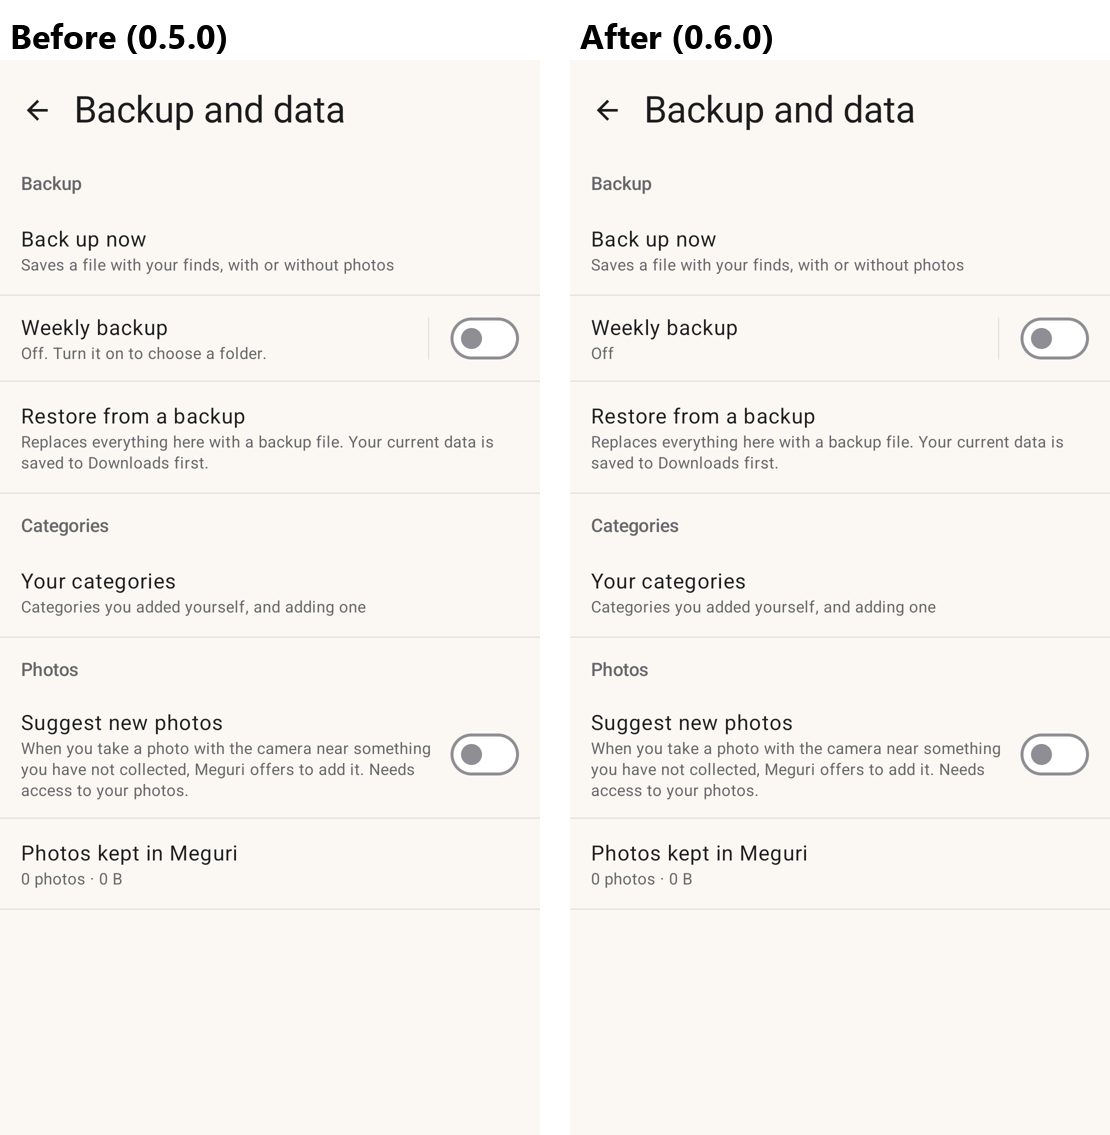 Before (0.5.0)
Backup and data
Backup
Back up now
Saves a file with your finds, with or without photos
Weekly backup
Off. Turn it on to choose a folder.
Restore from a backup
Replaces everything here with a backup file. Your current data is
saved to Downloads first.
Categories
Your categories
Categories you added yourself, and adding one
Photos
Suggest new photos
When you take a photo with the camera near something
you have not collected, Meguri offers to add it. Needs
access to your photos.
Photos kept in Meguri
0 photos · 0 B
After (0.6.0)
Backup and data
Backup
Back up now
Saves a file with your finds, with or without photos
Weekly backup
Off
Restore from a backup
Replaces everything here with a backup file. Your current data is
saved to Downloads first.
Categories
Your categories
Categories you added yourself, and adding one
Photos
Suggest new photos
When you take a photo with the camera near something
you have not collected, Meguri offers to add it. Needs
access to your photos.
Photos kept in Meguri
0 photos · 0 B